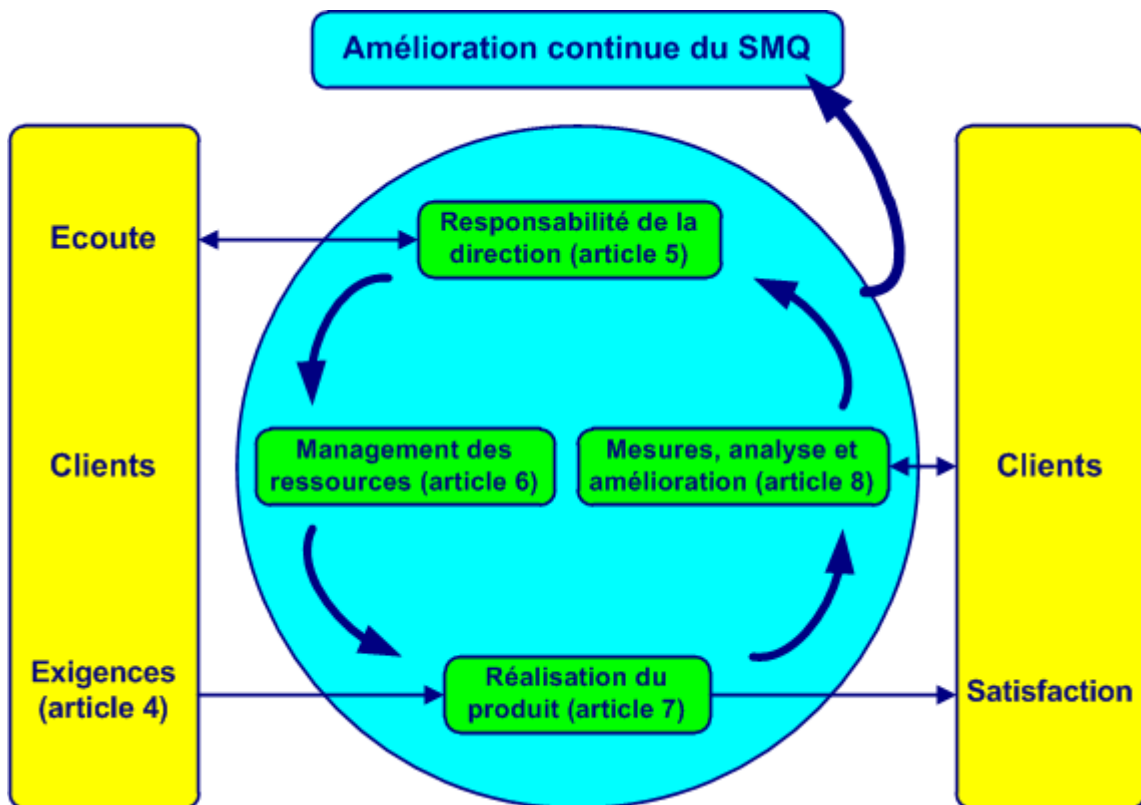 Amélioration continue du SMQ
Ecoute
Responsabilité de la
direction (article 5)
Clients
Management des
ressources (article 6)
Mesures, analyse et
amélioration (article 8)
Clients
Exigences
(article 4)
Réalisation du
produit (article 7)
Satisfaction